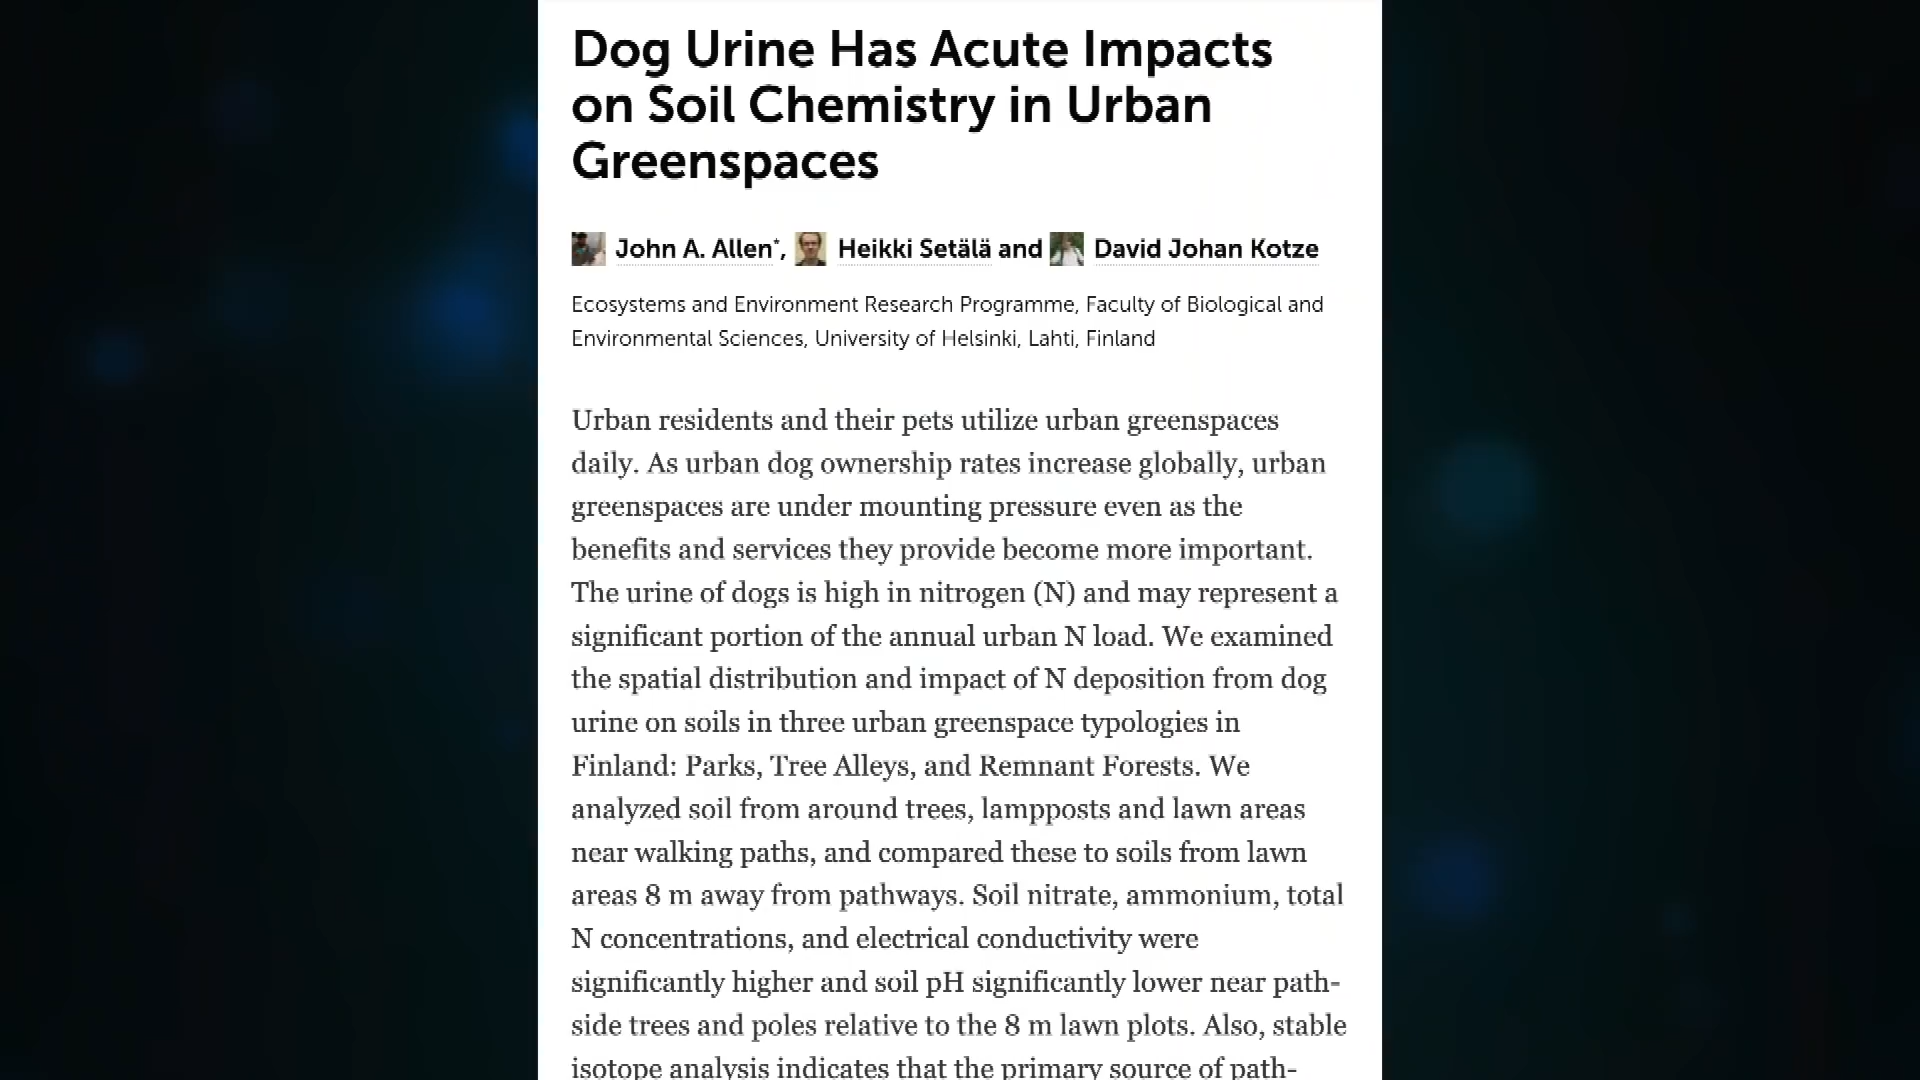 Dog Urine Has Acute Impacts
on Soil Chemistry in Urban
Greenspaces
John A. Allen*, Heikki Setälä and David Johan Kotze
Ecosystems and Environment Research Programme, Faculty of Biological and
Environmental Sciences, University of Helsinki, Lahti, Finland
Urban residents and their pets utilize urban greenspaces
daily. As urban dog ownership rates increase globally, urban
greenspaces are under mounting pressure even as the
benefits and services they provide become more important.
The urine of dogs is high in nitrogen (N) and may represent a
significant portion of the annual urban N load. We examined
the spatial distribution and impact of N deposition from dog
urine on soils in three urban greenspace typologies in
Finland: Parks, Tree Alleys, and Remnant Forests. We
analyzed soil from around trees, lampposts and lawn areas
near walking paths, and compared these to soils from lawn
areas 8 m away from pathways. Soil nitrate, ammonium, total
N concentrations, and electrical conductivity were
significantly higher and soil pH significantly lower near path-
side trees and poles relative to the 8 m lawn plots. Also, stable
isotope analysis indicates that the primary source of path-